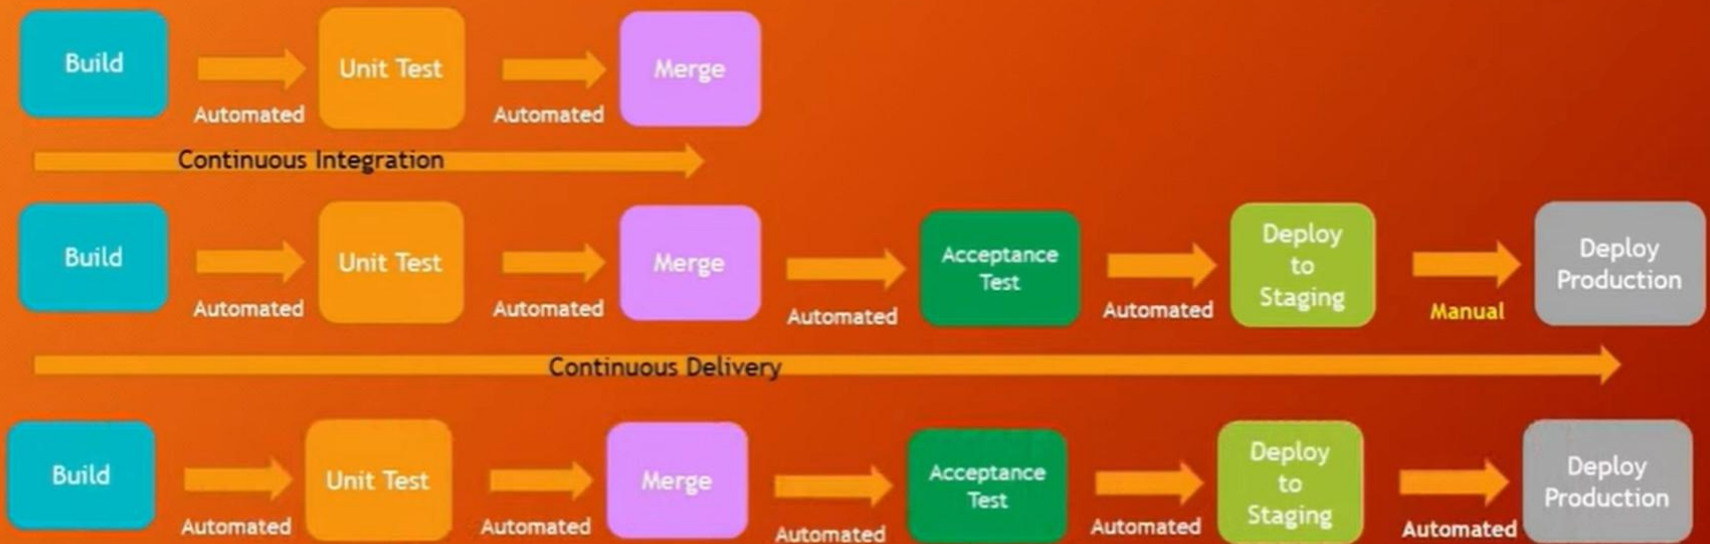 Build
Unit Test
Merge
Automated
Automated
Continuous Integration
Build
Unit Test
Merge
Acceptance
Test
Deploy
to
Staging
Deploy
Production
Automated
Automated
Automated
Automated
Manual
Continuous Delivery
Build
Unit Test
Merge
Acceptance
Test
Deploy
to
Staging
Deploy
Production
Automated
Automated
Automated
Automated
Automated